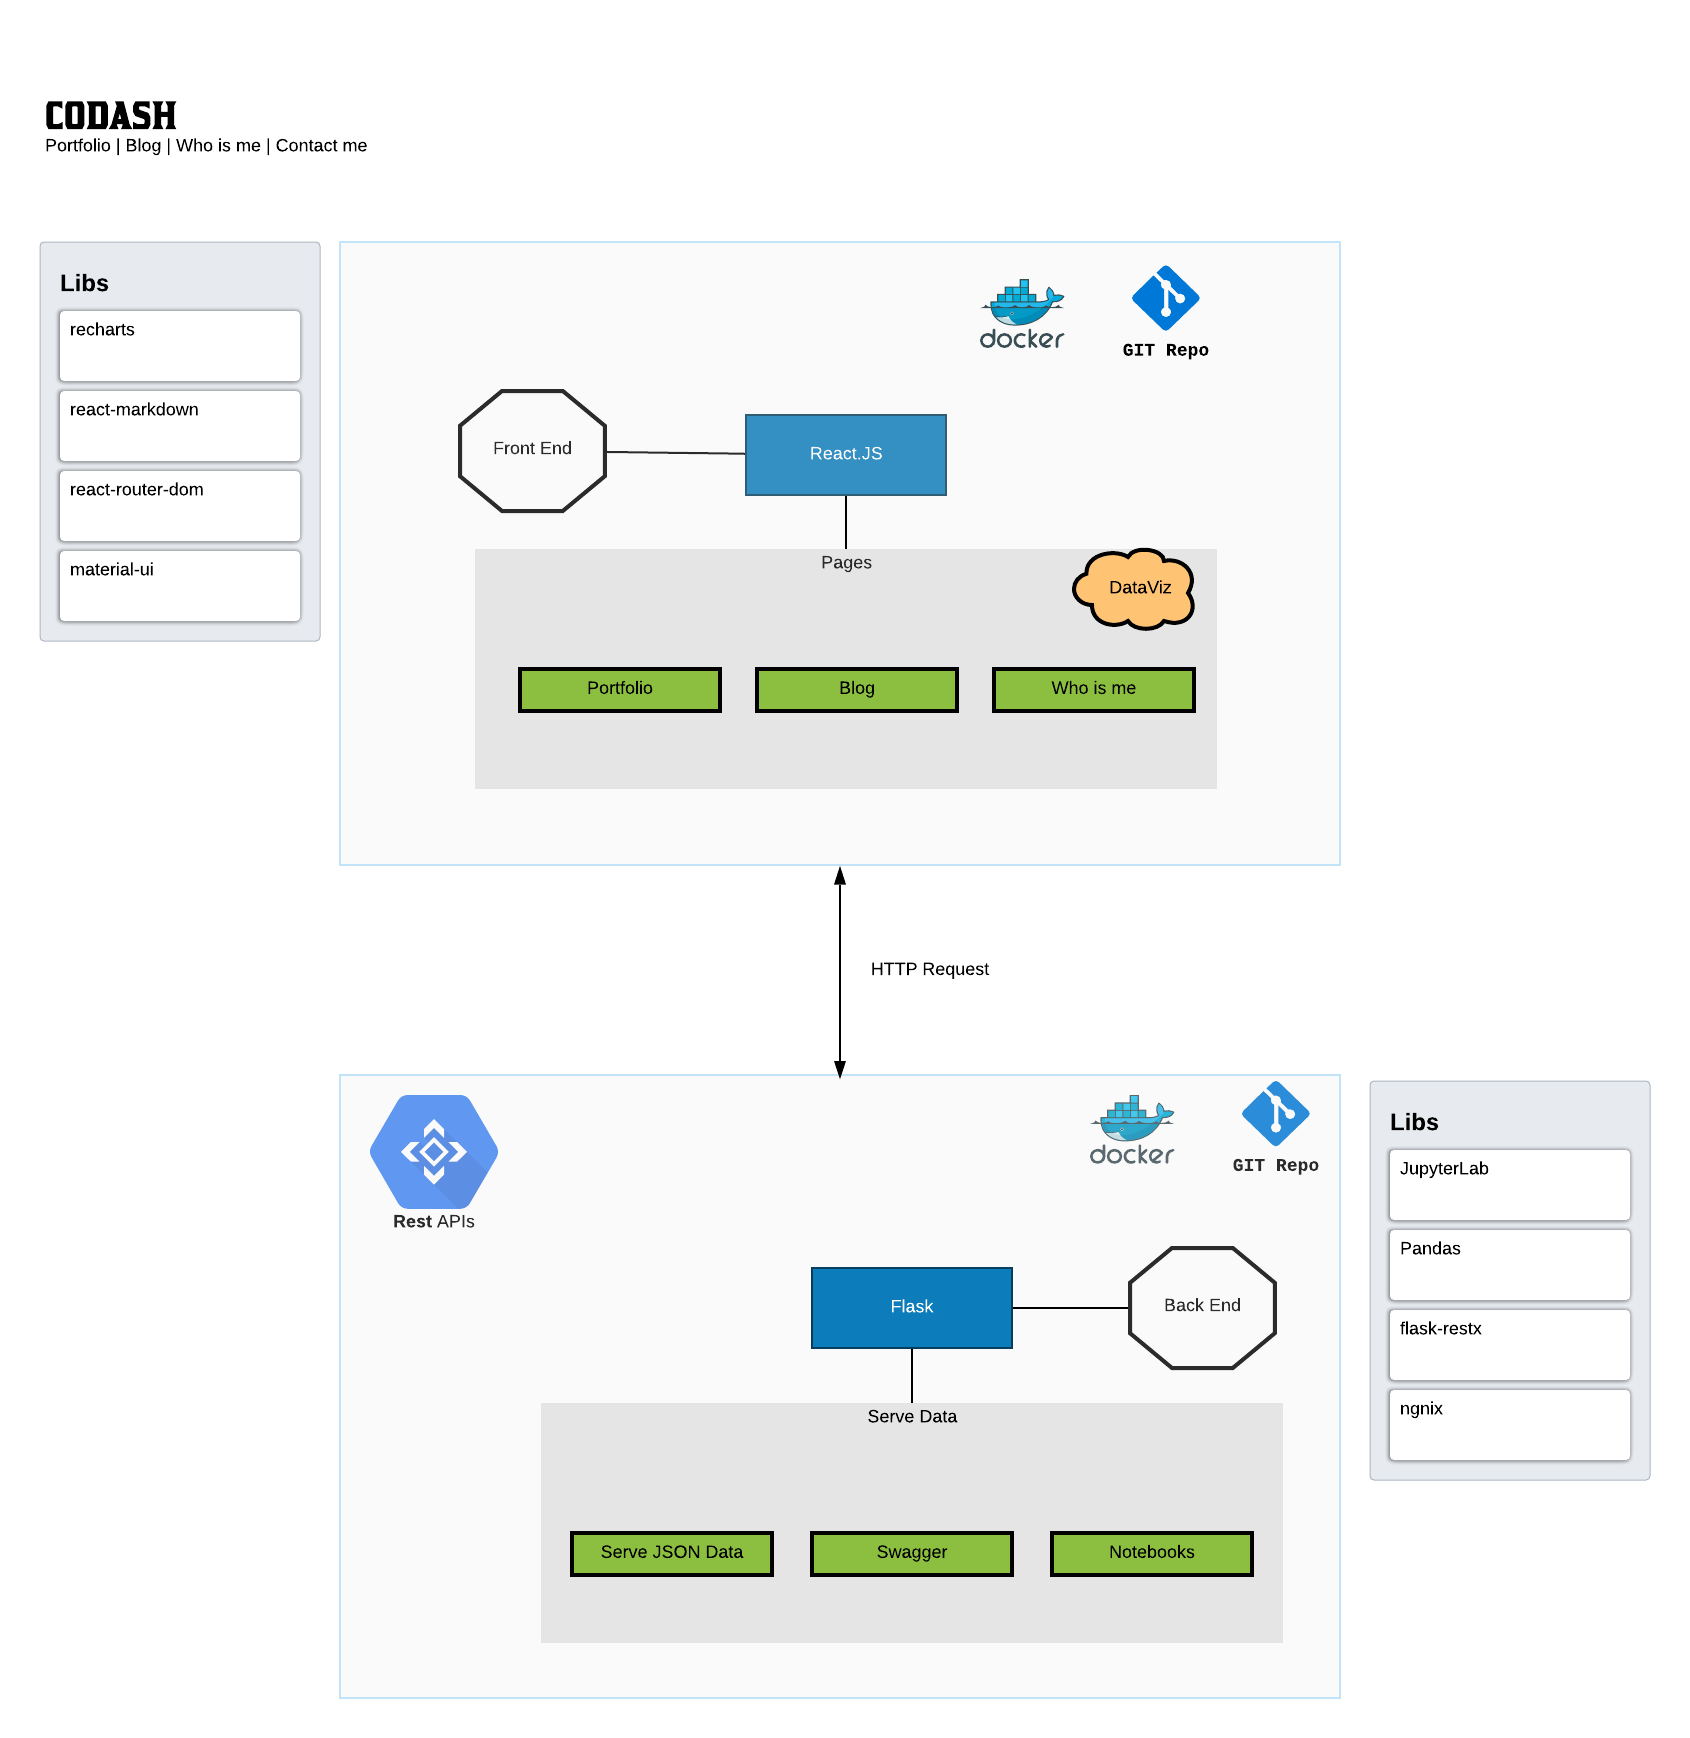 CODASH
Portfolio | Blog | Who is me | Contact me
Libs
recharts
react-markdown
react-router-dom
material-ui
docker
GIT Repo
Front End
React.JS
Pages
DataViz
Portfolio
Blog
Who is me
HTTP Request
Rest APIs
docker
GIT Repo
Flask
Back End
Serve Data
Serve JSON Data
Swagger
Notebooks
Libs
JupyterLab
Pandas
flask-restx
ngnix